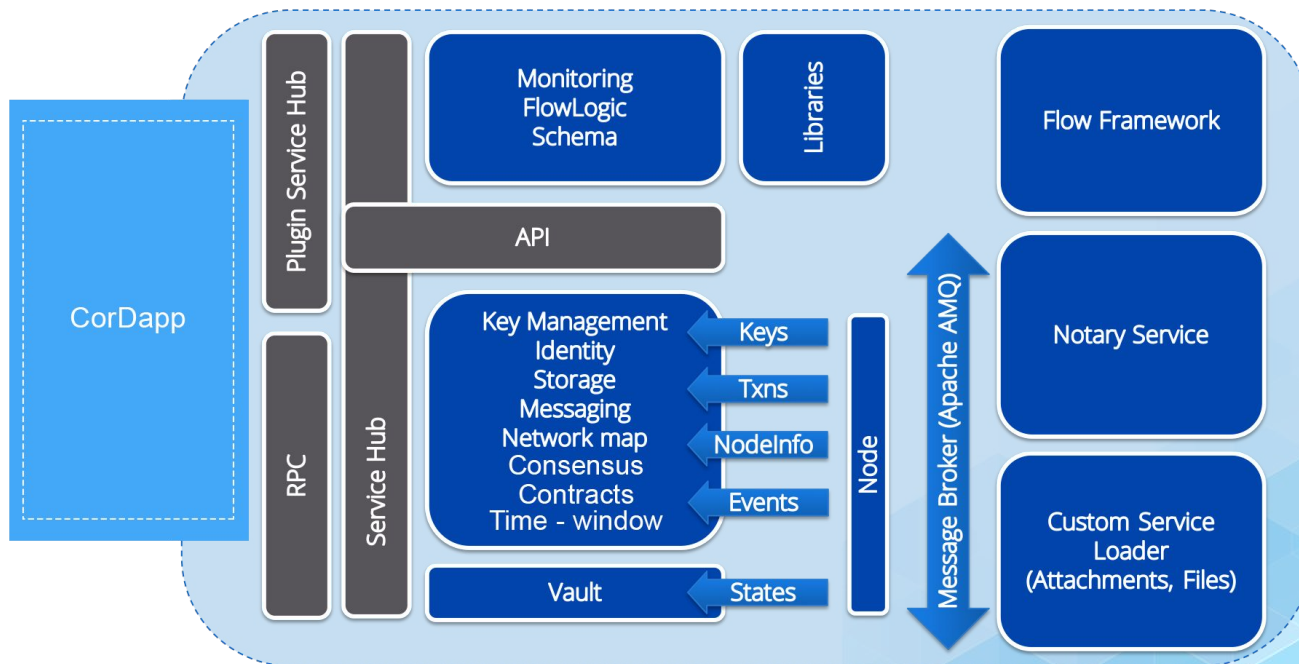 CorDapp
Plugin Service Hub
RPC
Service Hub
Monitoring
FlowLogic
Schema
Libraries
API
Key Management
Identity
Storage
Messaging
Network map
Consensus
Contracts
Time - window
Keys
Txns
NodeInfo
Events
Vault
States
Node
Message Broker (Apache AMQ)
Flow Framework
Notary Service
Custom Service
Loader
(Attachments, Files)